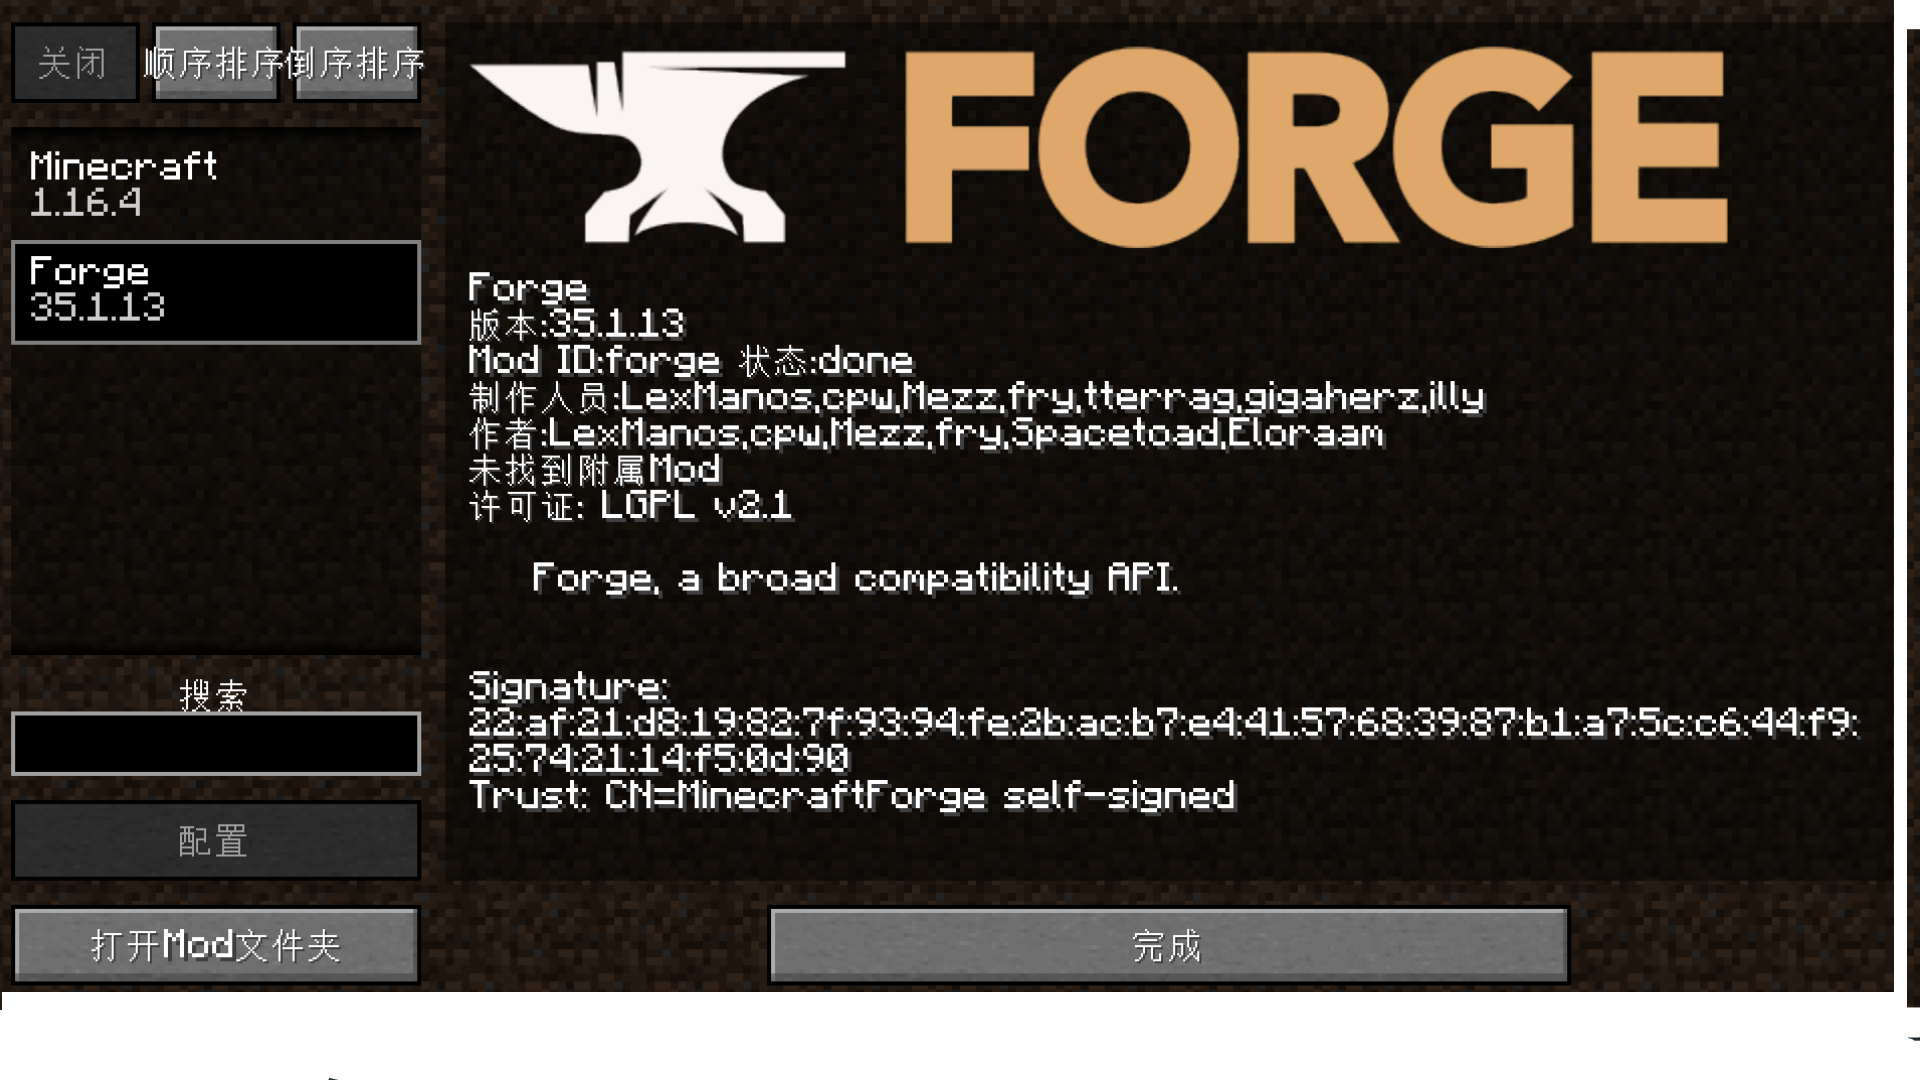 关闭
顺序排序
倒序排序
Minecraft
1.16.4
Forge
35.1.13
搜索
配置
打开Mod文件夹
FORGE
Forge
版本:35.1.13
Mod ID:forge 状态:done
制作人员:LexManos,cpw,Mezz,fry,tterrag,gigaherz,illy
作者:LexManos,cpw,Mezz,fry,Spacetoad,Eloraam
未找到附属Mod
许可证: LGPL v2.1
Forge, a broad compatibility API.
Signature:
22:af:21:d8:19:82:7f:93:94:fe:2b:ac:b7:e4:41:57:68:39:87:b1:a7:5c:c6:44:f9:
25:74:21:14:f5:0d:90
Trust: CN=MinecraftForge self-signed
完成